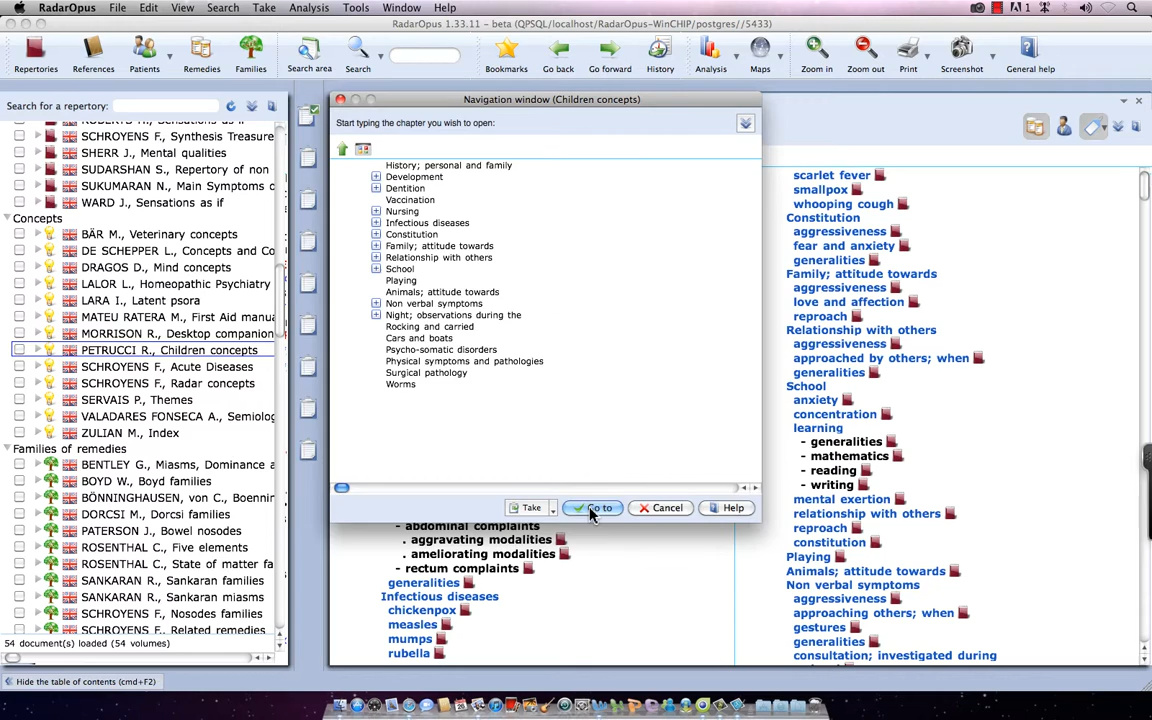 RadarOpus File Edit View Search Take Analysis Tools Window Help
RadarOpus 1.33.11 - beta (QPSQL/localhost/RadarOpus-WinCHIP/postgres//5433)
Repertories References Patients Remedies Families Search area Search Bookmarks Go back Go forward History Analysis Maps Zoom in Zoom out Print Screenshot General help
Search for a repertory:
SCHROYENS F., Synthesis Treasure
SHERR J., Mental qualities
SUDARSHAN S., Repertory of non
SUKUMARAN N., Main Symptoms o
WARD J., Sensations as if
Concepts
BÄR M., Veterinary concepts
DE SCHEPPER L., Concepts and Co
DRAGOS D., Mind concepts
LALOR L., Homeopathic Psychiatry
LARA I., Latent psora
MATEU RATERA M., First Aid manua
MORRISON R., Desktop companion
PETRUCCI R., Children concepts
SCHROYENS F., Acute Diseases
SCHROYENS F., Radar concepts
SERVAIS P., Themes
VALADARES FONSECA A., Semiolog
ZULIAN M., Index
Families of remedies
BENTLEY G., Miasms, Dominance a
BOYD W., Boyd families
BÖNNINGHAUSEN, von C., Boennin
DORCSI M., Dorcsi families
PATERSON J., Bowel nosodes
ROSENTHAL C., Five elements
ROSENTHAL C., State of matter fa
SANKARAN R., Sankaran families
SANKARAN R., Sankaran miasms
SCHROYENS F., Nosodes families
SCHROYENS F., Related remedies
54 document(s) loaded (54 volumes)
Hide the table of contents (cmd+F2)
Navigation window (Children concepts)
Start typing the chapter you wish to open:
History; personal and family
Development
Dentition
Vaccination
Nursing
Infectious diseases
Constitution
Family; attitude towards
Relationship with others
School
Playing
Animals; attitude towards
Non verbal symptoms
Night; observations during the
Rocking and carried
Cars and boats
Psycho-somatic disorders
Physical symptoms and pathologies
Surgical pathology
Worms
Take Go to Cancel Help
abdominal complaints
. aggravating modalities
. ameliorating modalities
- rectum complaints
generalities
Infectious diseases
chickenpox
measles
mumps
rubella
scarlet fever
smallpox
whooping cough
Constitution
aggressiveness
fear and anxiety
generalities
Family; attitude towards
aggressiveness
love and affection
reproach
Relationship with others
aggressiveness
approached by others; when
generalities
School
anxiety
concentration
learning
- generalities
- mathematics
- reading
- writing
mental exertion
relationship with others
reproach
constitution
Playing
Animals; attitude towards
Non verbal symptoms
aggressiveness
approaching others; when
gestures
generalities
consultation; investigated during